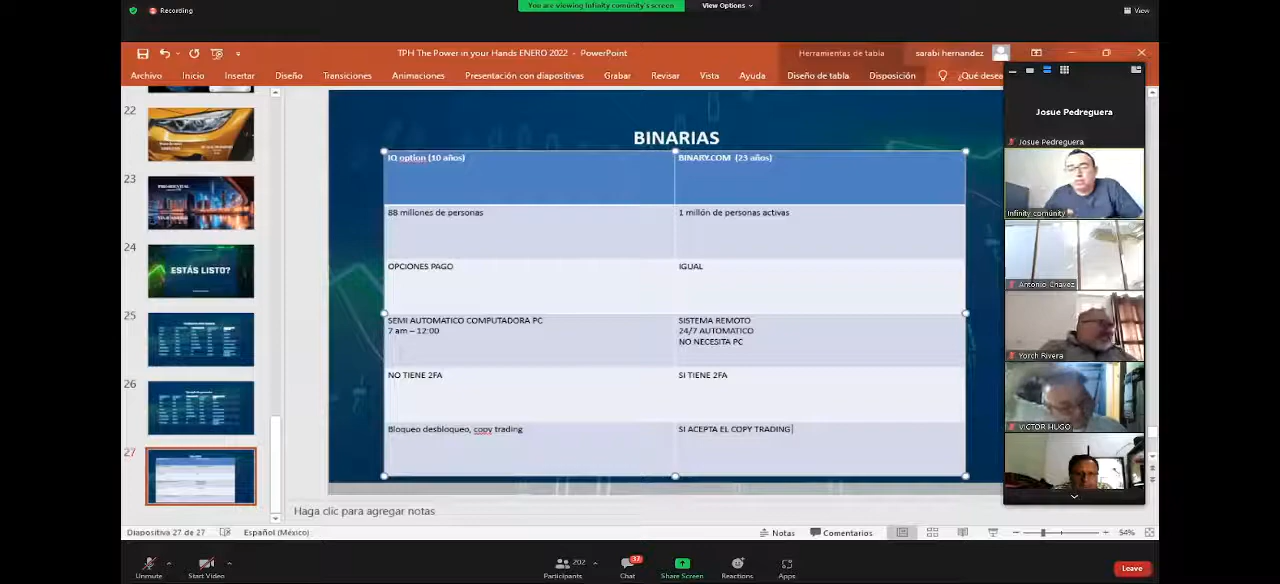 Recording
You are viewing Infinity comúnity's screen
View Options
View
TPH The Power in your Hands ENERO 2022 - PowerPoint
Herramientas de tabla
sarabi hernandez
Archivo
Inicio
Insertar
Diseño
Transiciones
Animaciones
Presentación con diapositivas
Grabar
Revisar
Vista
Ayuda
Diseño de tabla
Disposición
¿Qué desea
22
23
24
ESTÁS LISTO?
25
26
27
BINARIAS
IQ option (10 años)
BINARY.COM (23 años)
88 millones de personas
1 millón de personas activas
OPCIONES PAGO
IGUAL
SEMI AUTOMATICO COMPUTADORA PC
7 am – 12:00
SISTEMA REMOTO
24/7 AUTOMATICO
NO NECESITA PC
NO TIENE 2FA
SI TIENE 2FA
Bloqueo desbloqueo, copy trading
SI ACEPTA EL COPY TRADING
Josue Pedreguera
Josue Pedreguera
Infinity comúnity
Antonio Chavez
Yorch Rivera
VICTOR HUGO
Haga clic para agregar notas
Diapositiva 27 de 27
Español (México)
Notas
Comentarios
54%
Unmute
Start Video
202
Participants
37
Chat
Share Screen
Reactions
Apps
Leave